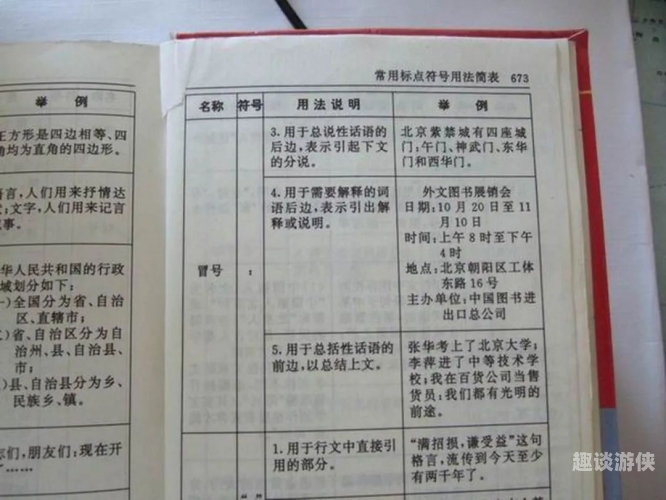 举 例
正方形是四边相等、四
角均为直角的四边形。
语言,人们用来抒情达
;文字,人们用来记言
事。
华人民共和国的行政
域划分如下:
一)全国分为省、自治
区、直辖市;
二)省、自治区分为自
治州、县、自治县、
市;
)县、自治县分为乡、
民族乡、镇。
志们,朋友们:现在开
……
常用标点符号用法简表 673
名称 符号 用法说明 举 例
3.用于总说性话语的
后边,表示引起下文
的分说。
北京紫禁城有四座城
门:午门、神武门、东华
门和西华门。
冒号 :
4.用于需要解释的词
语后边,表示引出解
释或说明。
外文图书展销会
日期:10月20日至11
月10日
时间:上午8时至下午
4时
地点:北京朝阳区工体
东路16号
主办单位:中国图书进
出口总公司
5.用于总括性话语的
前边,以总结上文。
张华考上了北京大学;
李萍进了中等技术学
校;我在百货公司当售
货员:我们都有光明的
前途。
“ ”
1.用于行文中直接引
用的部分。
“满招损,谦受益”这句
格言,流传到今天至少
有两千年了。
趣谈游侠